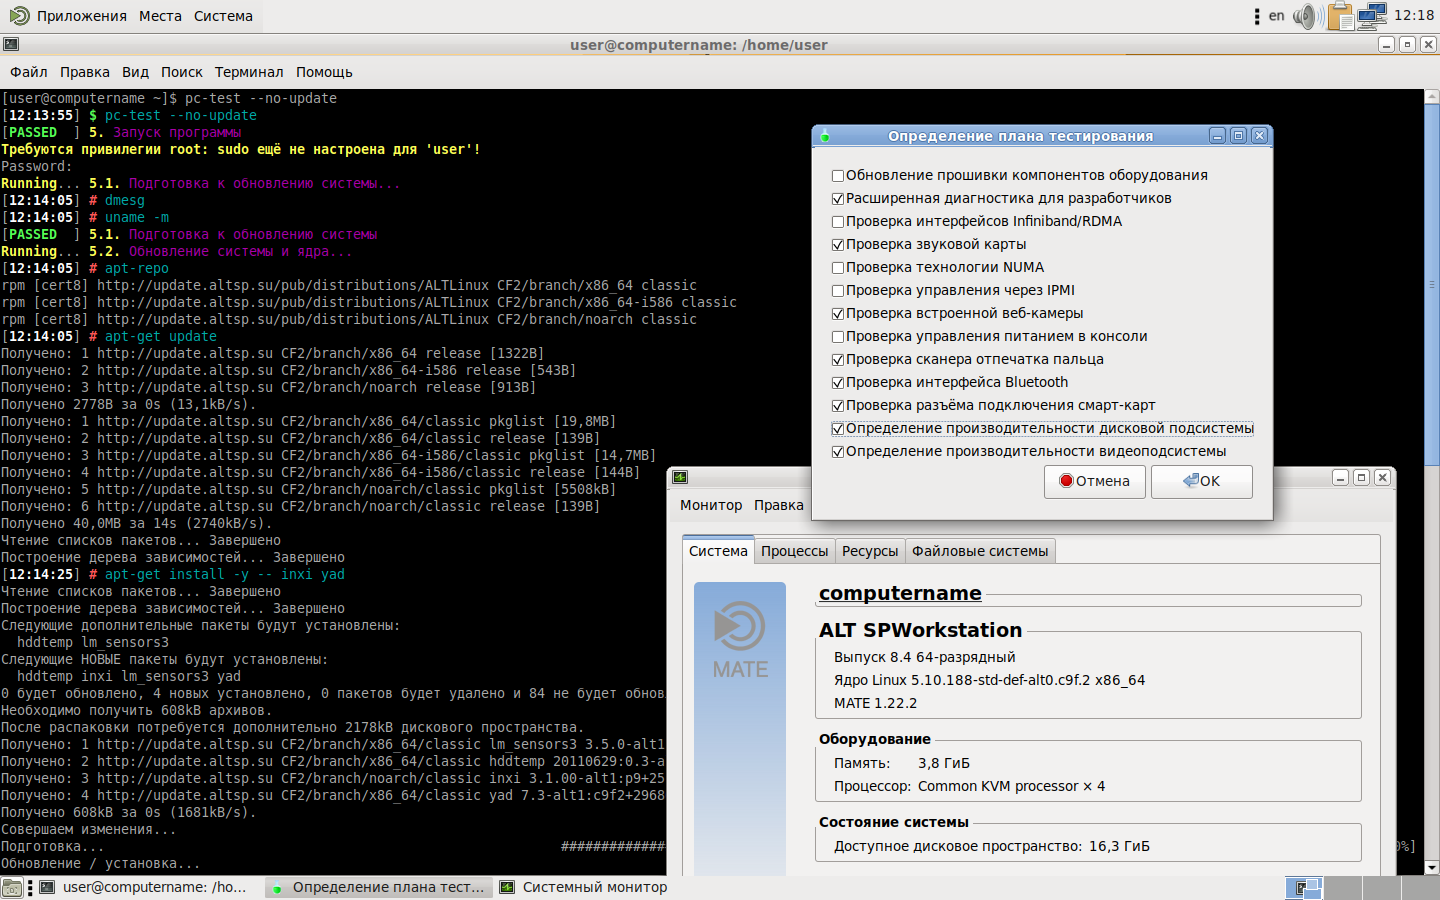 Приложения Места Система
en 12:18
user@computername: /home/user
Файл Правка Вид Поиск Терминал Помощь
[user@computername ~]$ pc-test --no-update
[12:13:55] $ pc-test --no-update
[PASSED  ] 5. Запуск программы
Требуются привилегии root: sudo ещё не настроена для 'user'!
Password:
Running... 5.1. Подготовка к обновлению системы...
[12:14:05] # dmesg
[12:14:05] # uname -m
[PASSED  ] 5.1. Подготовка к обновлению системы
Running... 5.2. Обновление системы и ядра...
[12:14:05] # apt-repo
rpm [cert8] http://update.altsp.su/pub/distributions/ALTLinux CF2/branch/x86_64 classic
rpm [cert8] http://update.altsp.su/pub/distributions/ALTLinux CF2/branch/x86_64-i586 classic
rpm [cert8] http://update.altsp.su/pub/distributions/ALTLinux CF2/branch/noarch classic
[12:14:05] # apt-get update
Получено: 1 http://update.altsp.su CF2/branch/x86_64 release [1322B]
Получено: 2 http://update.altsp.su CF2/branch/x86_64-i586 release [543B]
Получено: 3 http://update.altsp.su CF2/branch/noarch release [913B]
Получено 2778B за 0s (13,1kB/s).
Получено: 1 http://update.altsp.su CF2/branch/x86_64/classic pkglist [19,8MB]
Получено: 2 http://update.altsp.su CF2/branch/x86_64/classic release [139B]
Получено: 3 http://update.altsp.su CF2/branch/x86_64-i586/classic pkglist [14,7MB]
Получено: 4 http://update.altsp.su CF2/branch/x86_64-i586/classic release [144B]
Получено: 5 http://update.altsp.su CF2/branch/noarch/classic pkglist [5508kB]
Получено: 6 http://update.altsp.su CF2/branch/noarch/classic release [139B]
Получено 40,0MB за 14s (2740kB/s).
Чтение списков пакетов... Завершено
Построение дерева зависимостей... Завершено
[12:14:25] # apt-get install -y -- inxi yad
Чтение списков пакетов... Завершено
Построение дерева зависимостей... Завершено
Следующие дополнительные пакеты будут установлены:
  hddtemp lm_sensors3
Следующие НОВЫЕ пакеты будут установлены:
  hddtemp inxi lm_sensors3 yad
0 будет обновлено, 4 новых установлено, 0 пакетов будет удалено и 84 не будет обнов
Необходимо получить 608kB архивов.
После распаковки потребуется дополнительно 2178kB дискового пространства.
Получено: 1 http://update.altsp.su CF2/branch/x86_64/classic lm_sensors3 3.5.0-alt1
Получено: 2 http://update.altsp.su CF2/branch/x86_64/classic hddtemp 20110629:0.3-a
Получено: 3 http://update.altsp.su CF2/branch/noarch/classic inxi 3.1.00-alt1:p9+25
Получено: 4 http://update.altsp.su CF2/branch/x86_64/classic yad 7.3-alt1:c9f2+2968
Получено 608kB за 0s (1681kB/s).
Совершаем изменения...
Подготовка... ############# %]
Обновление / установка...
Определение плана тестирования
Обновление прошивки компонентов оборудования
Расширенная диагностика для разработчиков
Проверка интерфейсов Infiniband/RDMA
Проверка звуковой карты
Проверка технологии NUMA
Проверка управления через IPMI
Проверка встроенной веб-камеры
Проверка управления питанием в консоли
Проверка сканера отпечатка пальца
Проверка интерфейса Bluetooth
Проверка разъёма подключения смарт-карт
Определение производительности дисковой подсистемы
Определение производительности видеоподсистемы
Отмена OK
Монитор Правка
Система Процессы Ресурсы Файловые системы
MATE
computername
ALT SPWorkstation
Выпуск 8.4 64-разрядный
Ядро Linux 5.10.188-std-def-alt0.c9f.2 x86_64
MATE 1.22.2
Оборудование
Память: 3,8 ГиБ
Процессор: Common KVM processor × 4
Состояние системы
Доступное дисковое пространство: 16,3 ГиБ
user@computername: /ho... Определение плана тест... Системный монитор